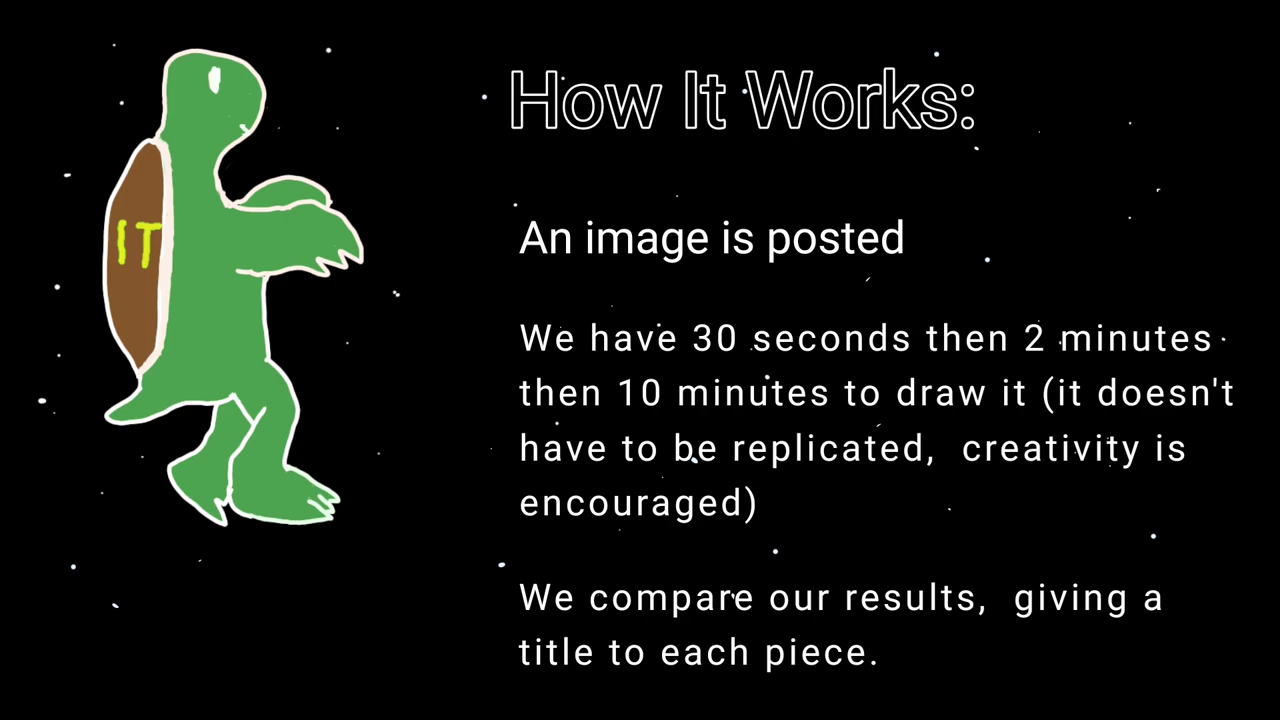 How It Works:
IT
An image is posted
We have 30 seconds then 2 minutes
then 10 minutes to draw it (it doesn't
have to be replicated, creativity is
encouraged)
We compare our results, giving a
title to each piece.